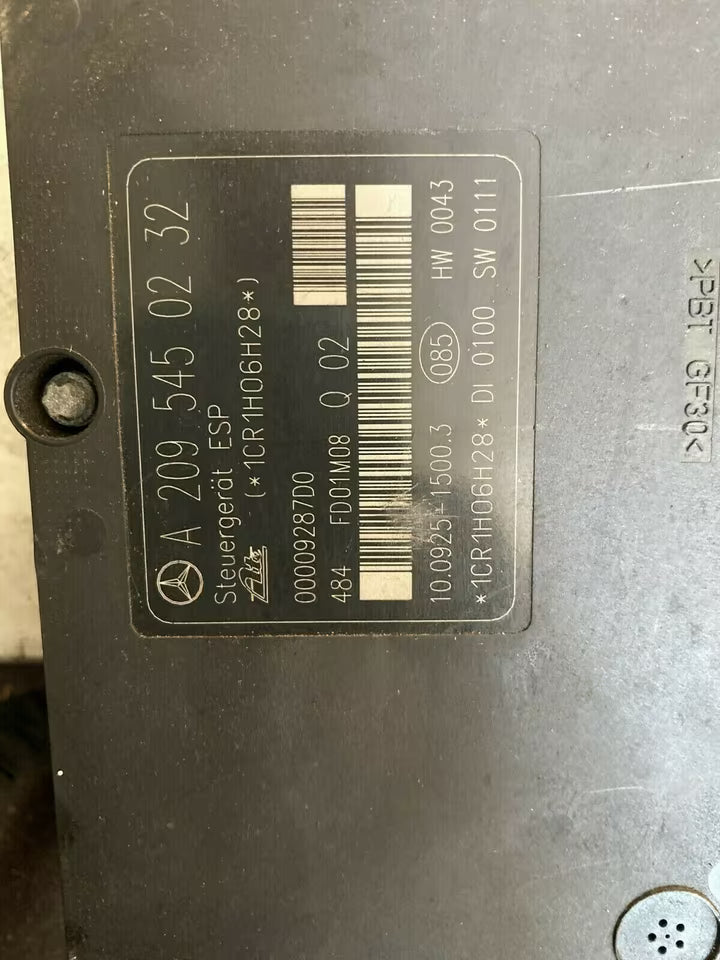 A 209 545 02 32
Steuergerät ESP
Ate (*1CR1H06H28*)
00009287D0
484 FD01M08 Q 02
10.0925-1500.3 085 HW 0043
*1CR1H06H28* DI 0100 SW 0111
>PBT GF30<